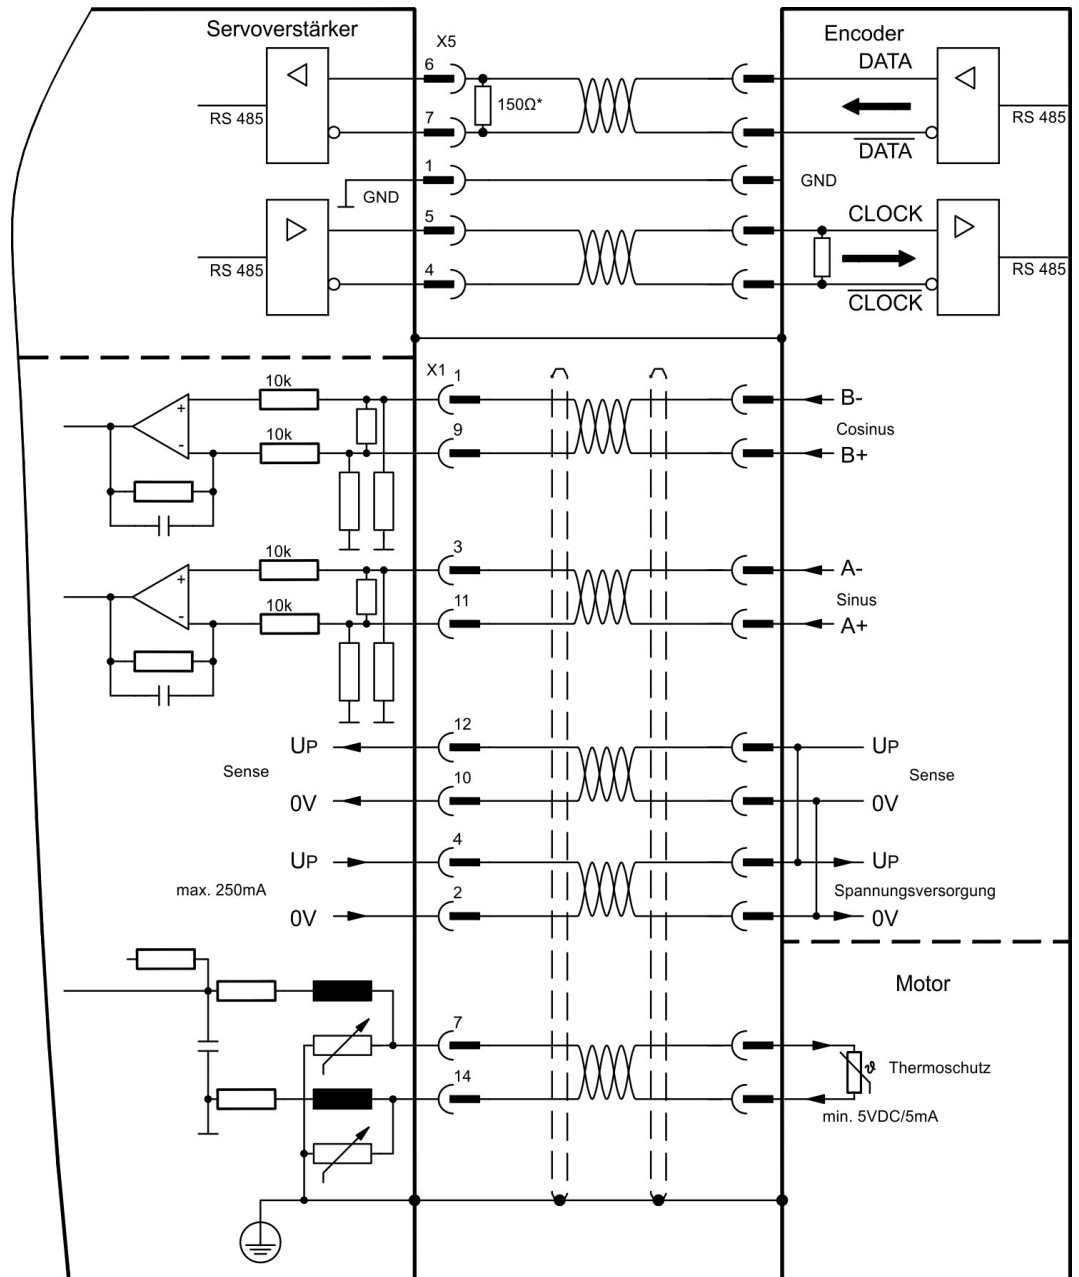 Servoverstärker
X5
Encoder
6
DATA
RS 485
150Ω*
RS 485
7
DATA
1
GND
GND
5
CLOCK
RS 485
4
RS 485
CLOCK
X1
1
10k
B-
Cosinus
9
10k
B+
3
10k
A-
Sinus
11
10k
A+
12
UP
UP
Sense
Sense
10
0V
0V
4
UP
UP
max. 250mA
Spannungsversorgung
2
0V
0V
Motor
7
ϑ
Thermoschutz
14
min. 5VDC/5mA
+
-
+
-